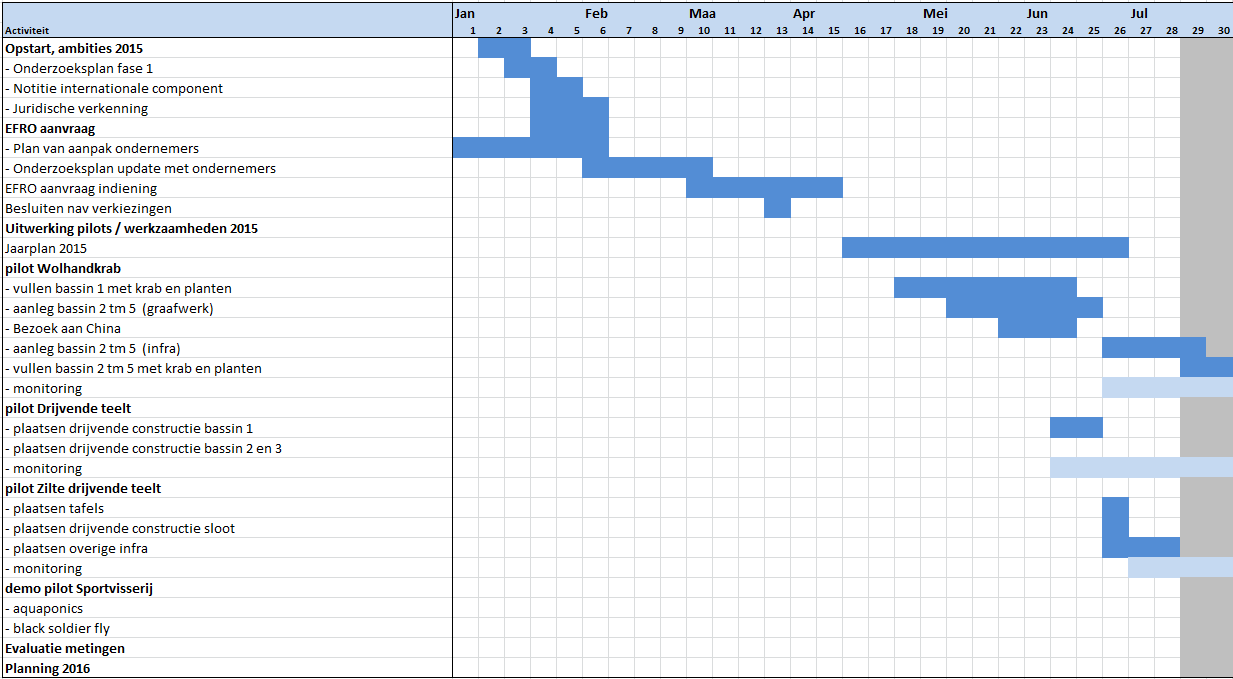 Jan Feb Maa Apr Mei Jun Jul
Activiteit 1 2 3 4 5 6 7 8 9 10 11 12 13 14 15 16 17 18 19 20 21 22 23 24 25 26 27 28 29 30
Opstart, ambities 2015
- Onderzoeksplan fase 1
- Notitie internationale component
- Juridische verkenning
EFRO aanvraag
- Plan van aanpak ondernemers
- Onderzoeksplan update met ondernemers
EFRO aanvraag indiening
Besluiten nav verkiezingen
Uitwerking pilots / werkzaamheden 2015
Jaarplan 2015
pilot Wolhandkrab
- vullen bassin 1 met krab en planten
- aanleg bassin 2 tm 5 (graafwerk)
- Bezoek aan China
- aanleg bassin 2 tm 5 (infra)
- vullen bassin 2 tm 5 met krab en planten
- monitoring
pilot Drijvende teelt
- plaatsen drijvende constructie bassin 1
- plaatsen drijvende constructie bassin 2 en 3
- monitoring
pilot Zilte drijvende teelt
- plaatsen tafels
- plaatsen drijvende constructie sloot
- plaatsen overige infra
- monitoring
demo pilot Sportvisserij
- aquaponics
- black soldier fly
Evaluatie metingen
Planning 2016